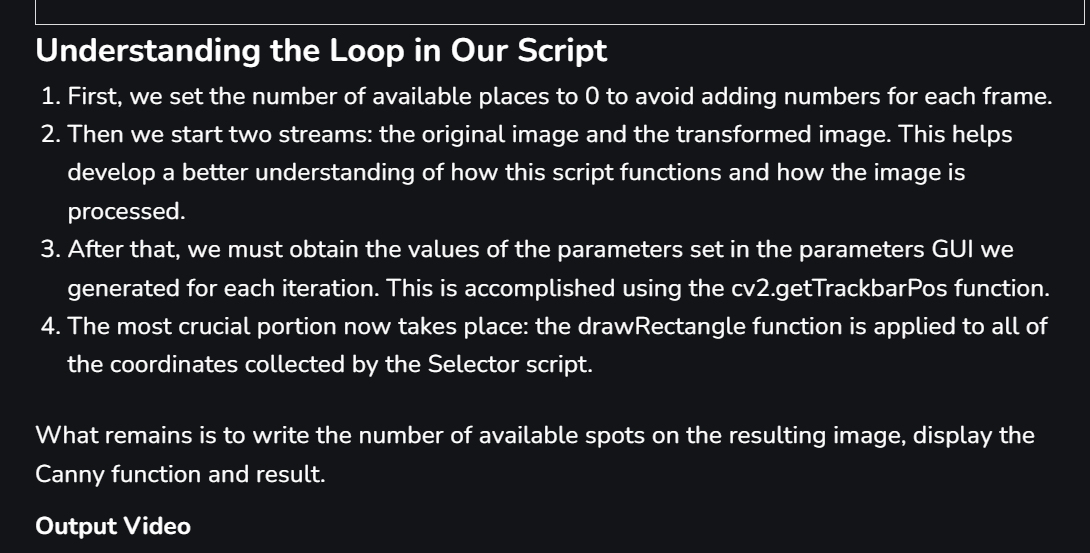 Understanding the Loop in Our Script
1. First, we set the number of available places to 0 to avoid adding numbers for each frame.
2. Then we start two streams: the original image and the transformed image. This helps
develop a better understanding of how this script functions and how the image is
processed.
3. After that, we must obtain the values of the parameters set in the parameters GUI we
generated for each iteration. This is accomplished using the cv2.getTrackbarPos function.
4. The most crucial portion now takes place: the drawRectangle function is applied to all of
the coordinates collected by the Selector script.
What remains is to write the number of available spots on the resulting image, display the
Canny function and result.
Output Video